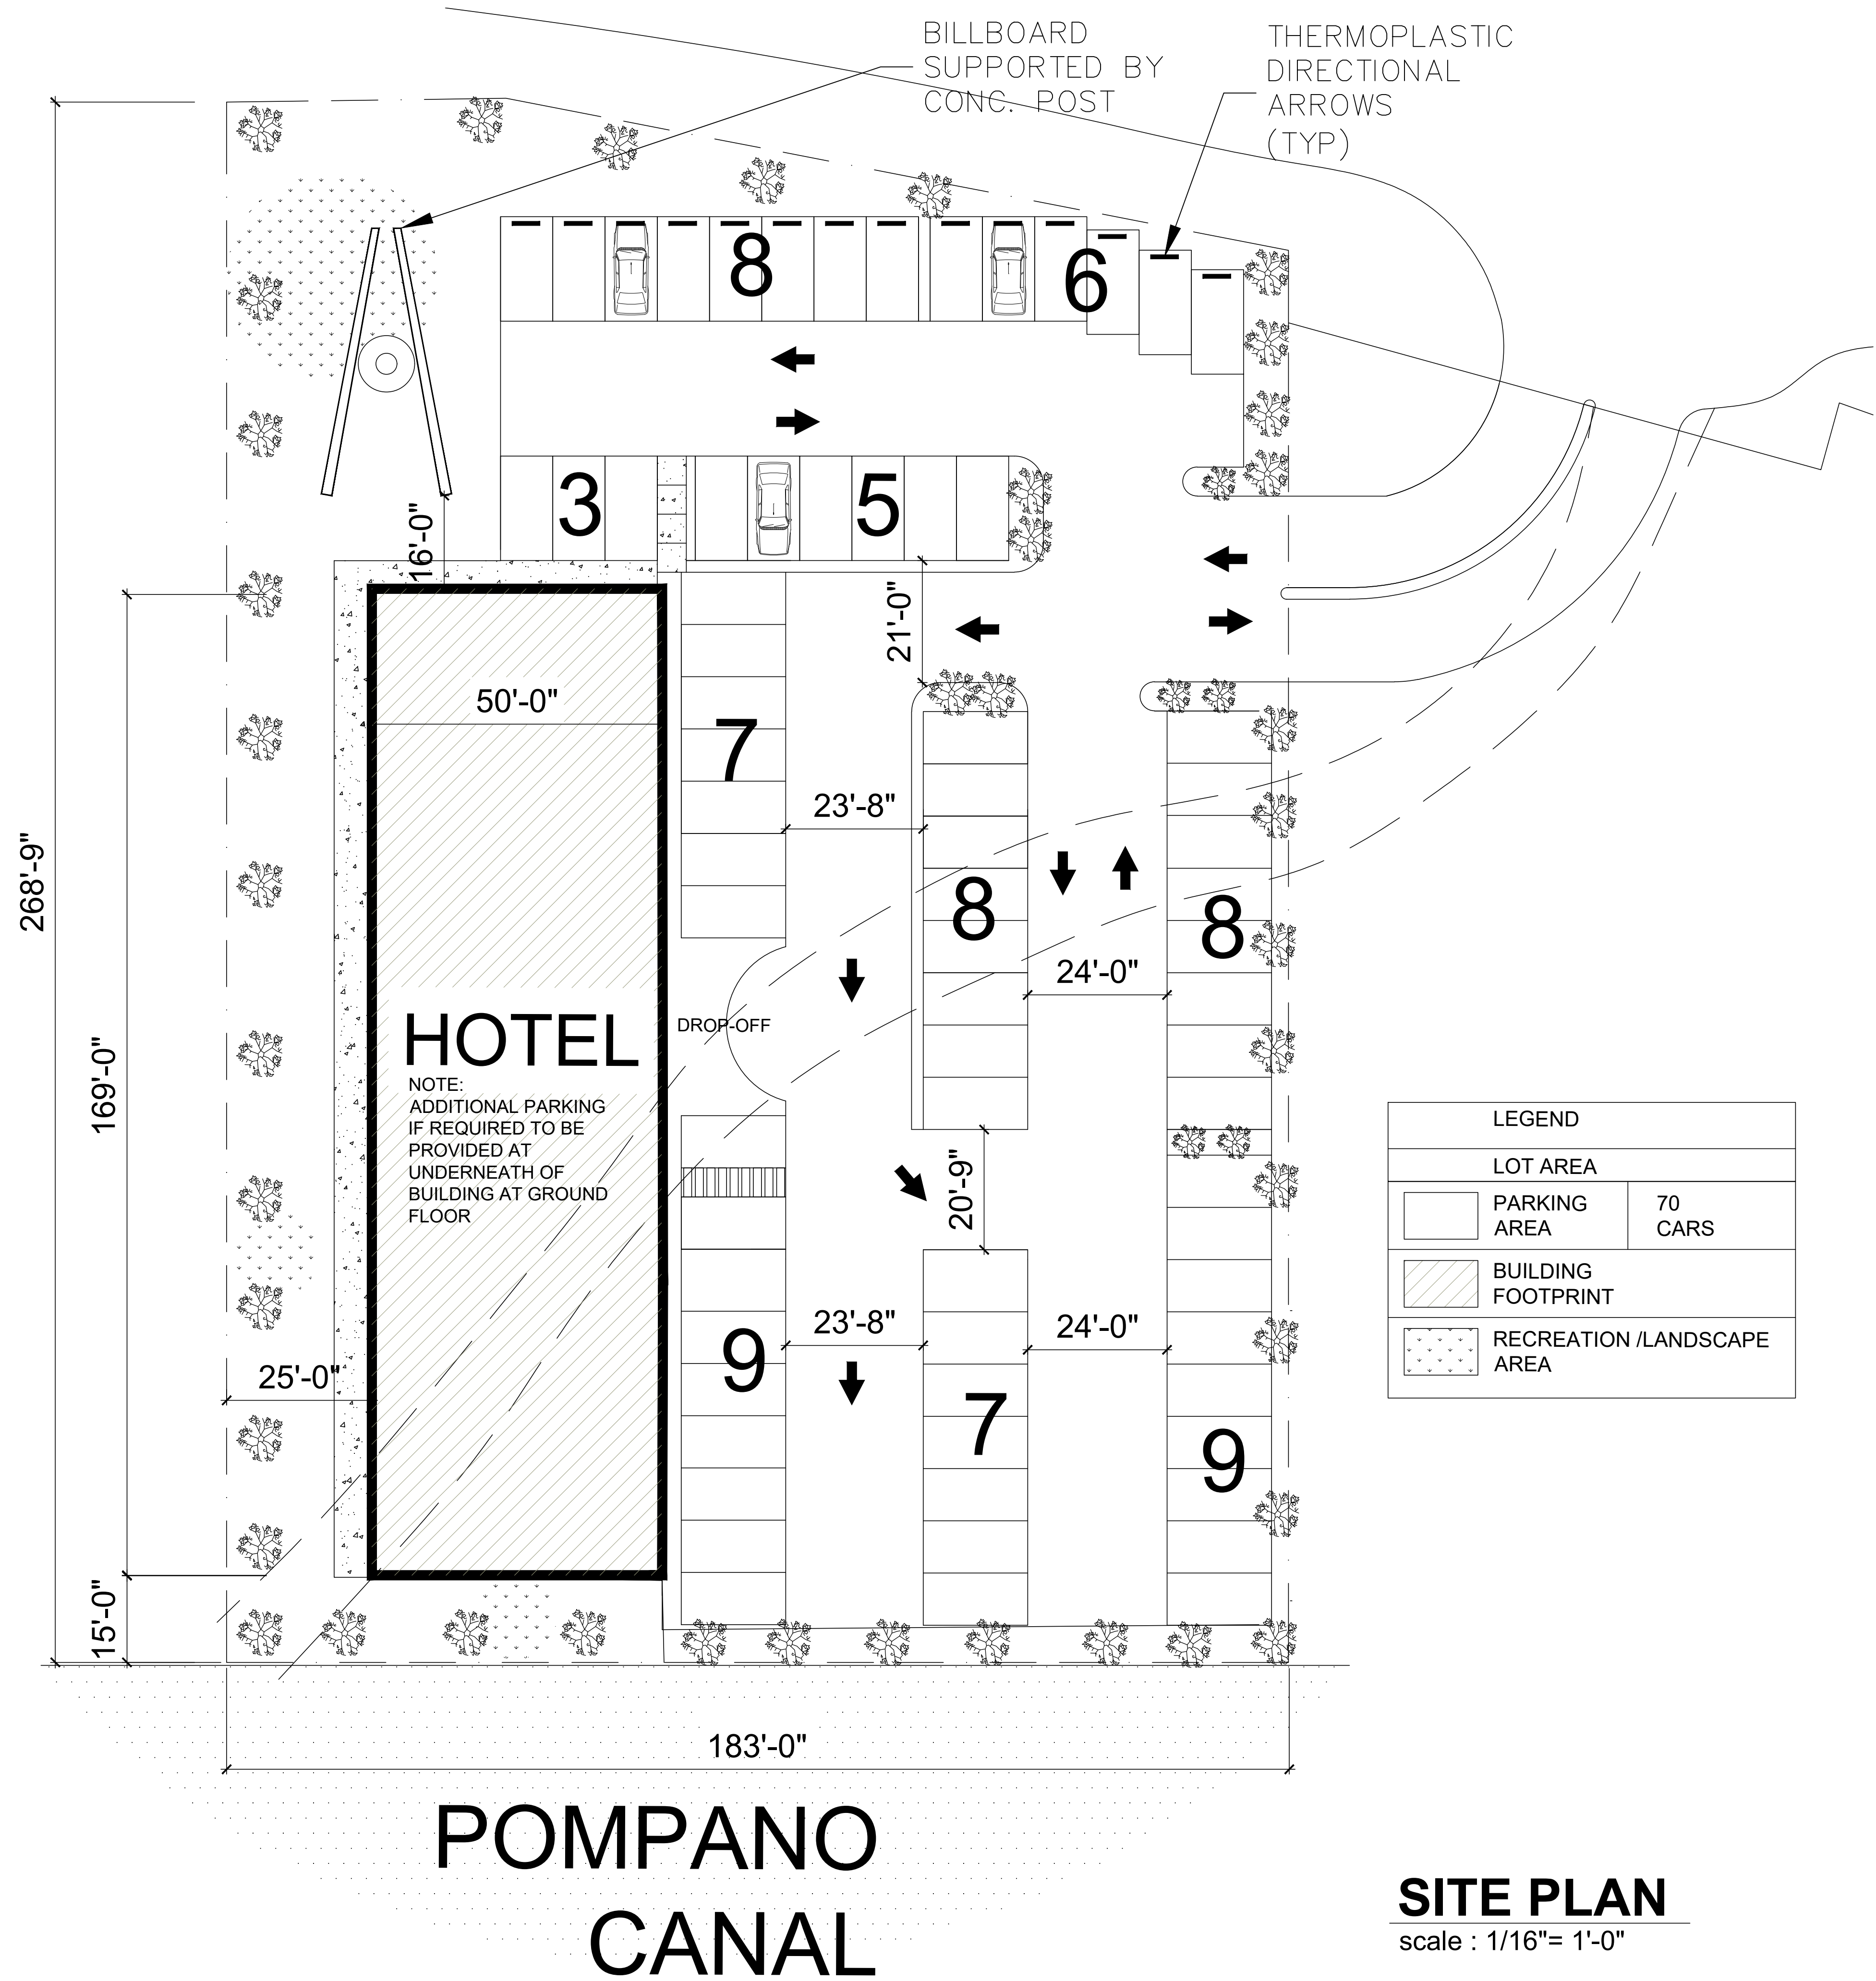 BILLBOARD
SUPPORTED BY
CONC. POST
THERMOPLASTIC
DIRECTIONAL
ARROWS
(TYP)
8
6
3
5
16'-0"
21'-0"
50'-0"
7
23'-8"
268'-9"
8
8
24'-0"
HOTEL
DROP-OFF
NOTE:
ADDITIONAL PARKING
IF REQUIRED TO BE
PROVIDED AT
UNDERNEATH OF
BUILDING AT GROUND
FLOOR
169'-0"
20'-9"
LEGEND
LOT AREA
PARKING
AREA
70
CARS
BUILDING
FOOTPRINT
RECREATION /LANDSCAPE
AREA
23'-8"
24'-0"
9
25'-0"
7
9
15'-0"
183'-0"
POMPANO
CANAL
SITE PLAN
scale : 1/16"= 1'-0"